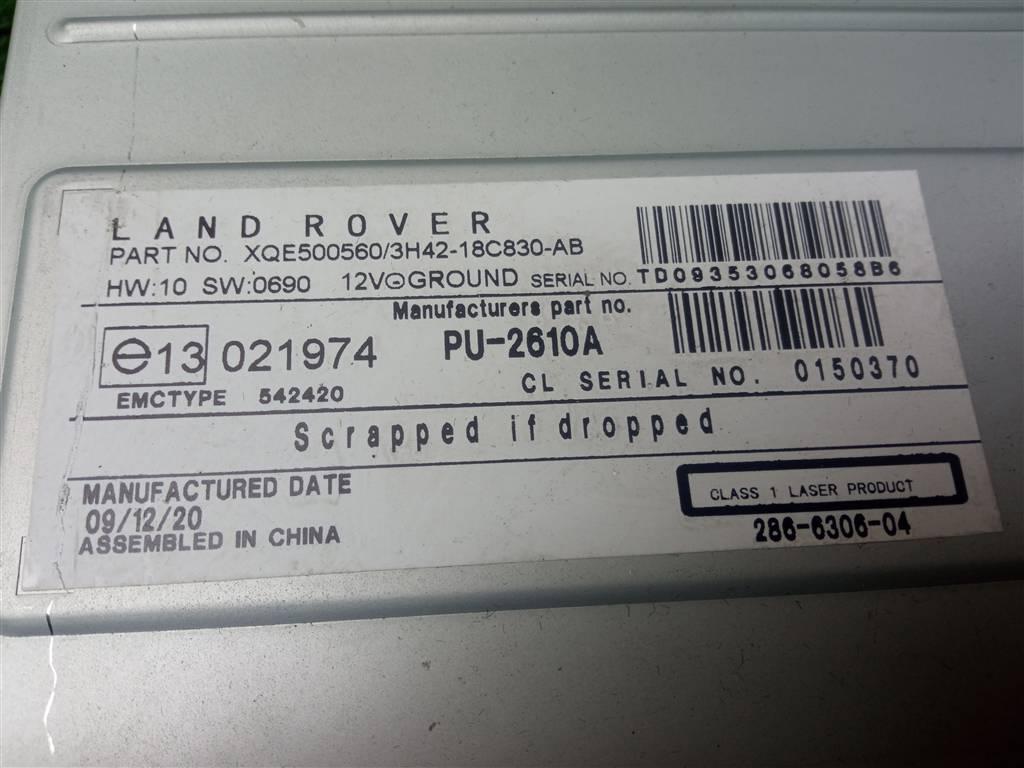 LAND ROVER
PART NO. XQE500560/3H42-18C830-AB
HW:10 SW:0690 12V⊖GROUND SERIAL NO. TD09353068058B6
Manufacturers part no.
e13 021974 PU-2610A
CL SERIAL NO. 0150370
EMCTYPE 542420
Scrapped if dropped
MANUFACTURED DATE
09/12/20
ASSEMBLED IN CHINA
CLASS 1 LASER PRODUCT
286-6306-04